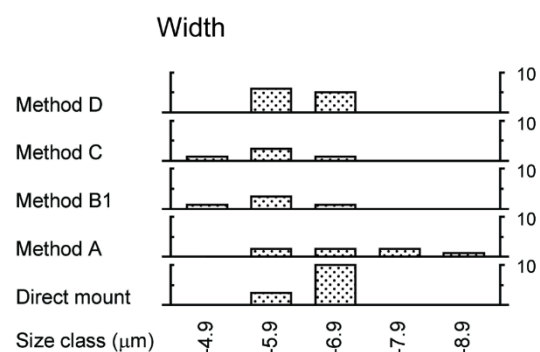 Width
Method D 10
Method C 10
Method B1 10
Method A 10
Direct mount 10
Size class (µm) -4.9 -5.9 -6.9 -7.9 -8.9